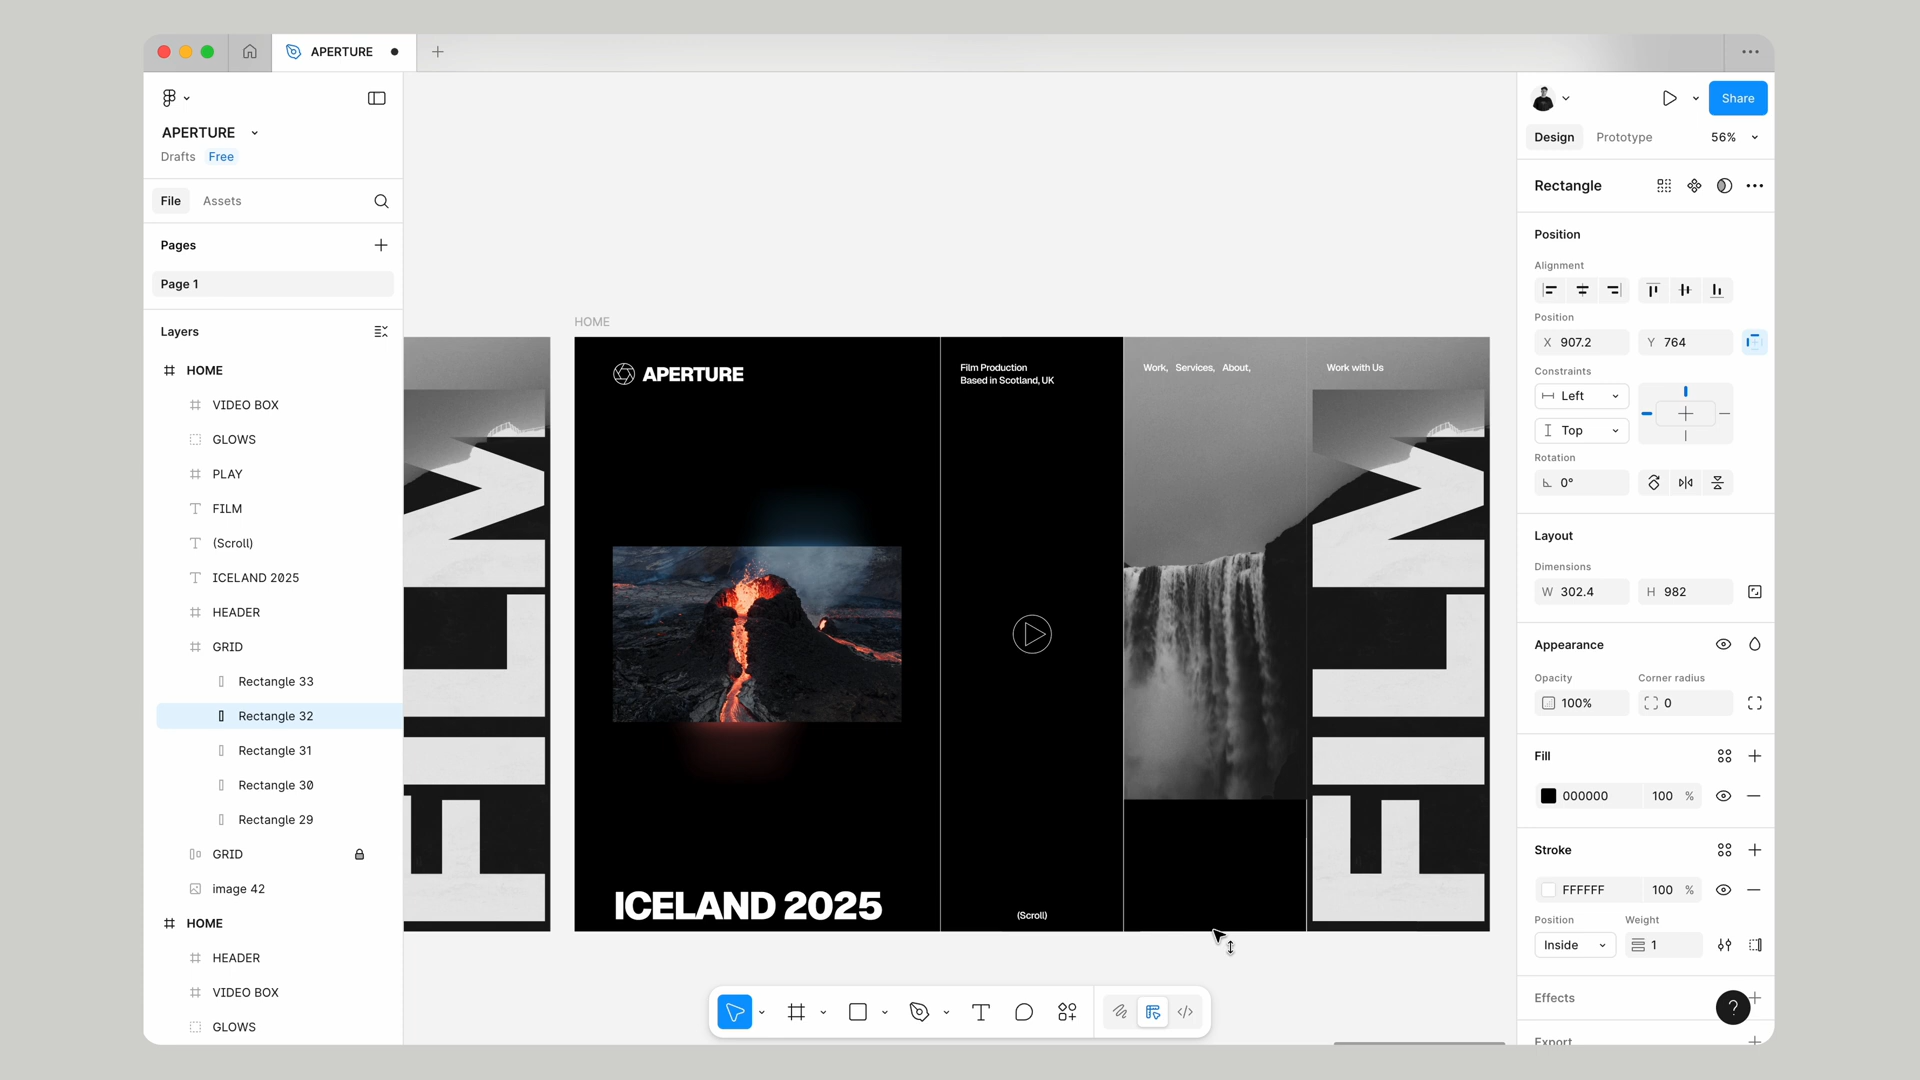 APERTURE
APERTURE
Drafts Free
File Assets
Pages
Page 1
Layers
HOME
VIDEO BOX
GLOWS
PLAY
FILM
(Scroll)
ICELAND 2025
HEADER
GRID
Rectangle 33
Rectangle 32
Rectangle 31
Rectangle 30
Rectangle 29
GRID
image 42
HOME
HEADER
VIDEO BOX
GLOWS
FILM
HOME
APERTURE
Film Production
Based in Scotland, UK
Work, Services, About,
Work with Us
ICELAND 2025
(Scroll)
FILM
Share
Design Prototype 56%
Rectangle
Position
Alignment
Position
X 907.2 Y 764
Constraints
Left
Top
Rotation
0°
Layout
Dimensions
W 302.4 H 982
Appearance
Opacity Corner radius
100% 0
Fill
000000 100 %
Stroke
FFFFFF 100 %
Position Weight
Inside 1
Effects
?
Export